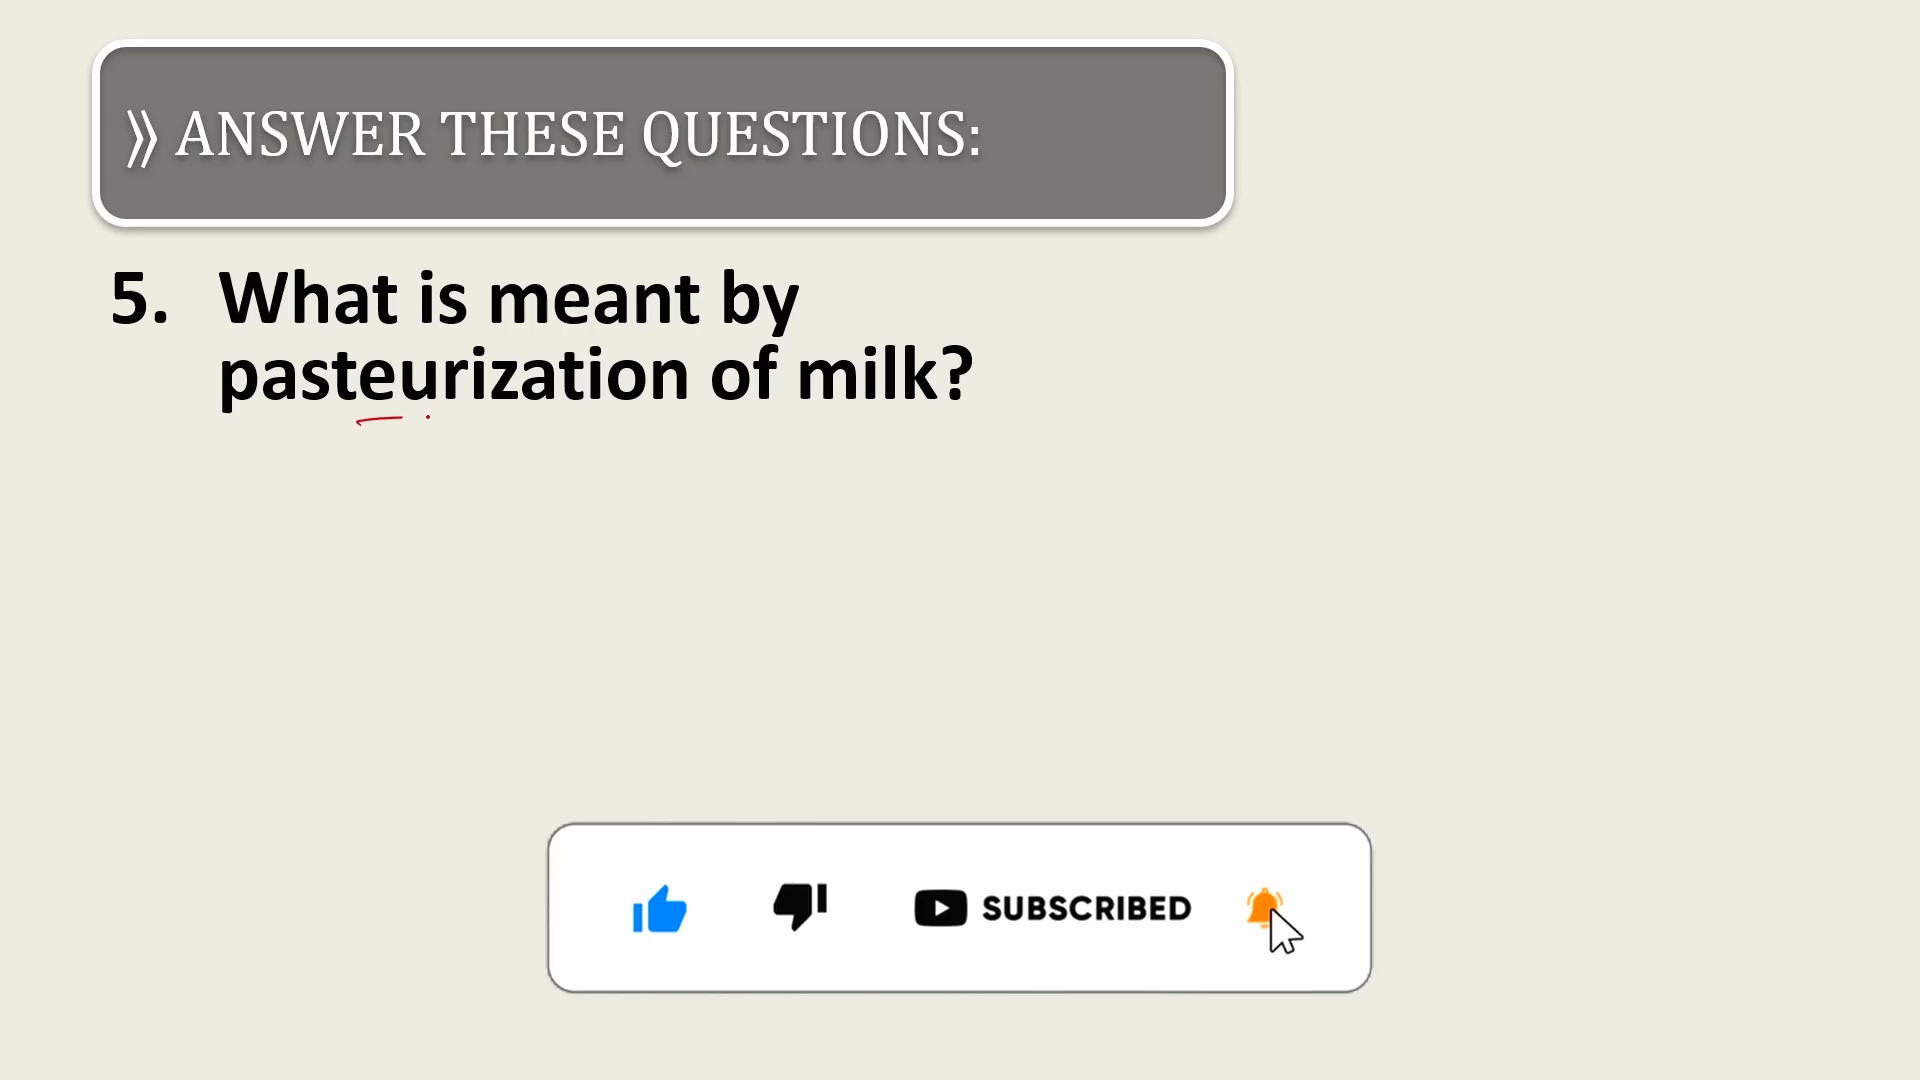 ⟫ ANSWER THESE QUESTIONS:
5. What is meant by
pasteurization of milk?
SUBSCRIBED